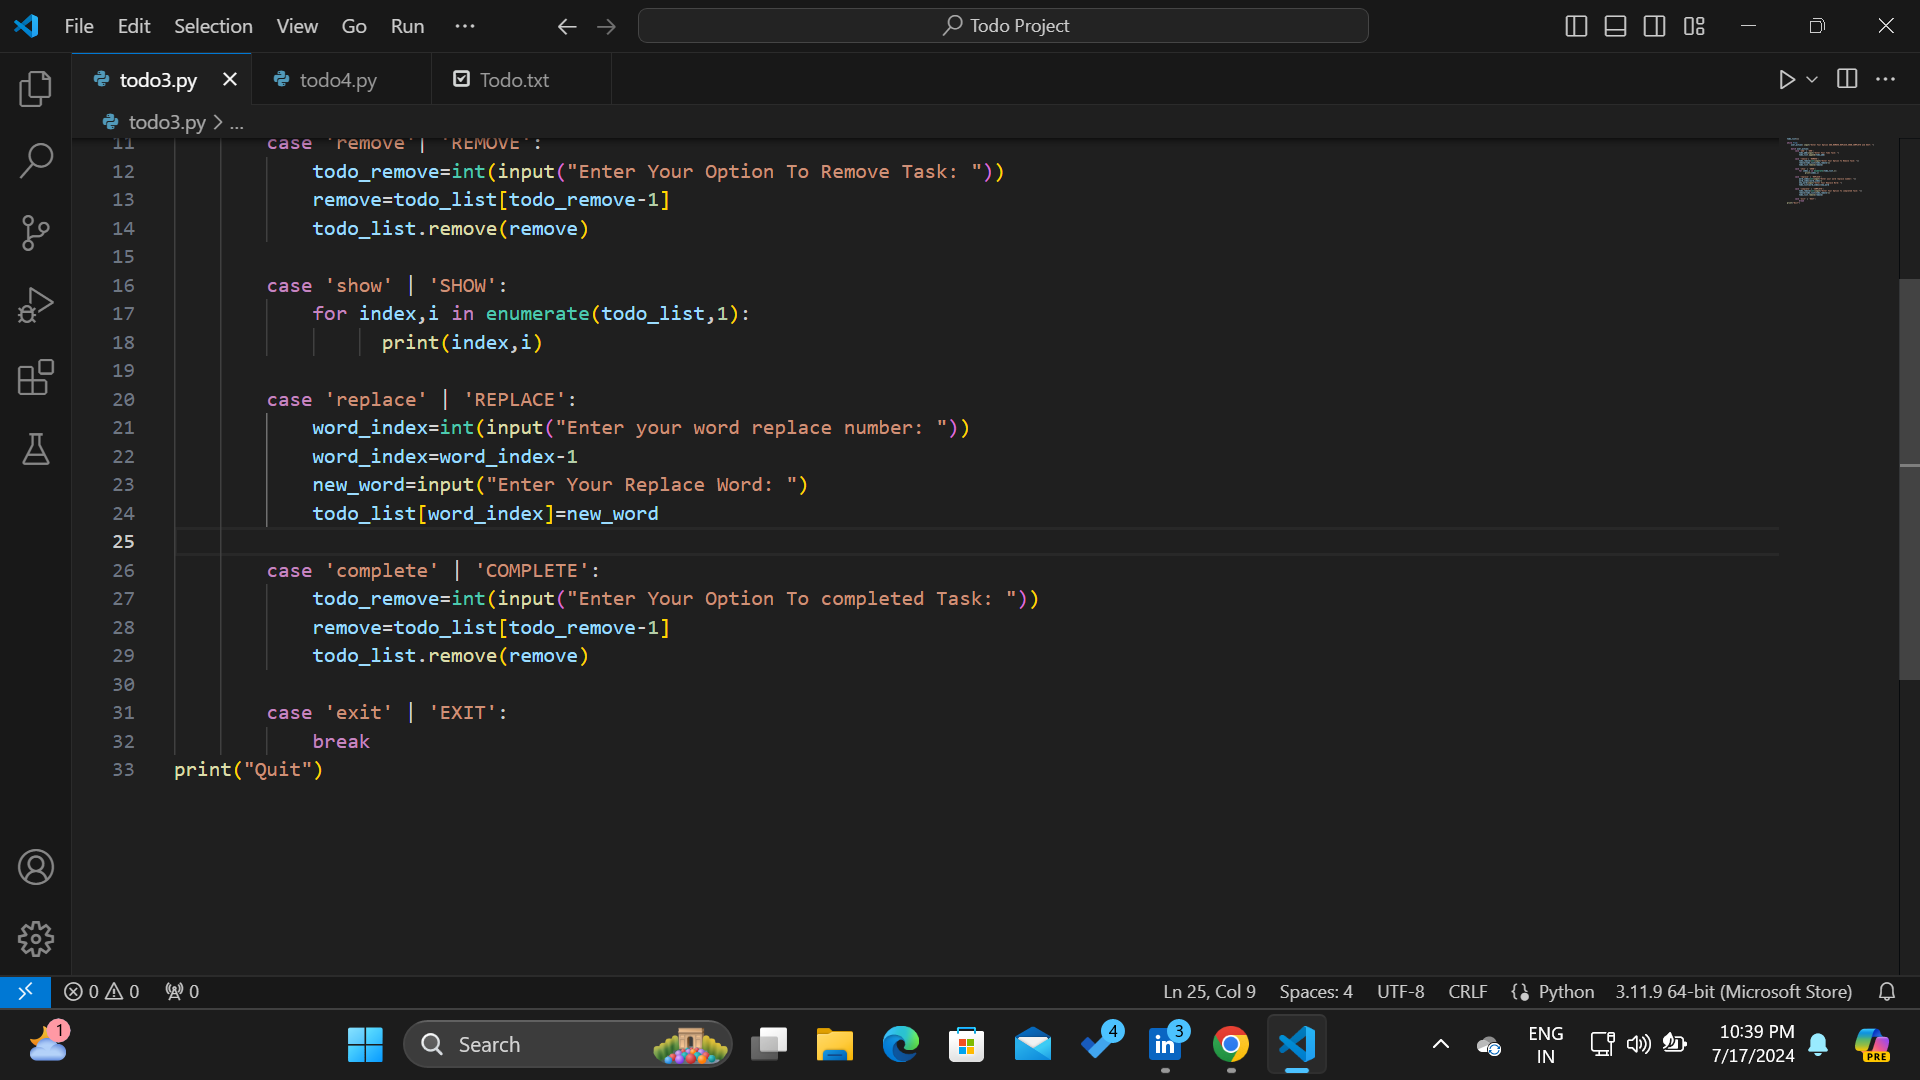 File Edit Selection View Go Run ...
Todo Project
todo3.py
todo4.py
Todo.txt
todo3.py > ...
11 case 'remove'| 'REMOVE':
12 todo_remove=int(input("Enter Your Option To Remove Task: "))
13 remove=todo_list[todo_remove-1]
14 todo_list.remove(remove)
15
16 case 'show' | 'SHOW':
17 for index,i in enumerate(todo_list,1):
18 print(index,i)
19
20 case 'replace' | 'REPLACE':
21 word_index=int(input("Enter your word replace number: "))
22 word_index=word_index-1
23 new_word=input("Enter Your Replace Word: ")
24 todo_list[word_index]=new_word
25
26 case 'complete' | 'COMPLETE':
27 todo_remove=int(input("Enter Your Option To completed Task: "))
28 remove=todo_list[todo_remove-1]
29 todo_list.remove(remove)
30
31 case 'exit' | 'EXIT':
32 break
33 print("Quit")
0 0 0
Ln 25, Col 9 Spaces: 4 UTF-8 CRLF Python 3.11.9 64-bit (Microsoft Store)
1
Search
4
in 3
ENG
IN
10:39 PM
7/17/2024
PRE